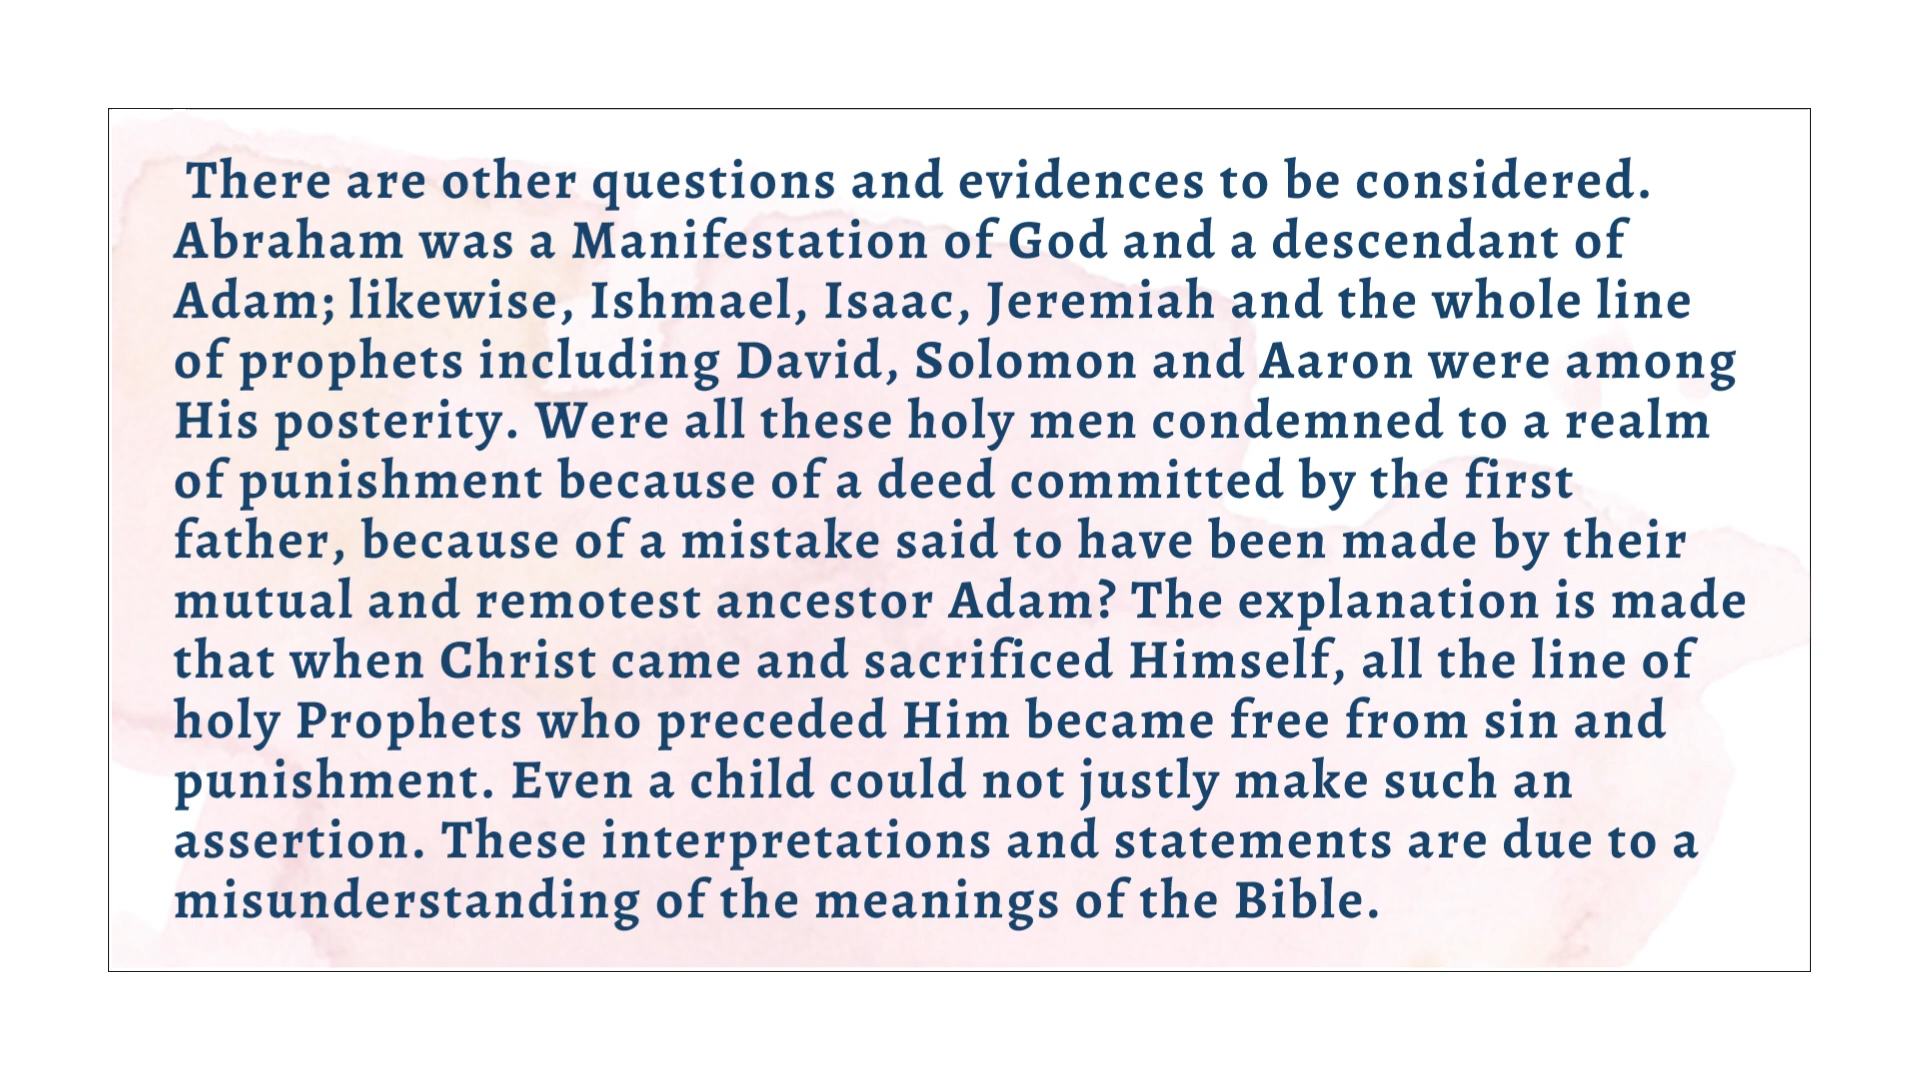 There are other questions and evidences to be considered.
Abraham was a Manifestation of God and a descendant of
Adam; likewise, Ishmael, Isaac, Jeremiah and the whole line
of prophets including David, Solomon and Aaron were among
His posterity. Were all these holy men condemned to a realm
of punishment because of a deed committed by the first
father, because of a mistake said to have been made by their
mutual and remotest ancestor Adam? The explanation is made
that when Christ came and sacrificed Himself, all the line of
holy Prophets who preceded Him became free from sin and
punishment. Even a child could not justly make such an
assertion. These interpretations and statements are due to a
misunderstanding of the meanings of the Bible.